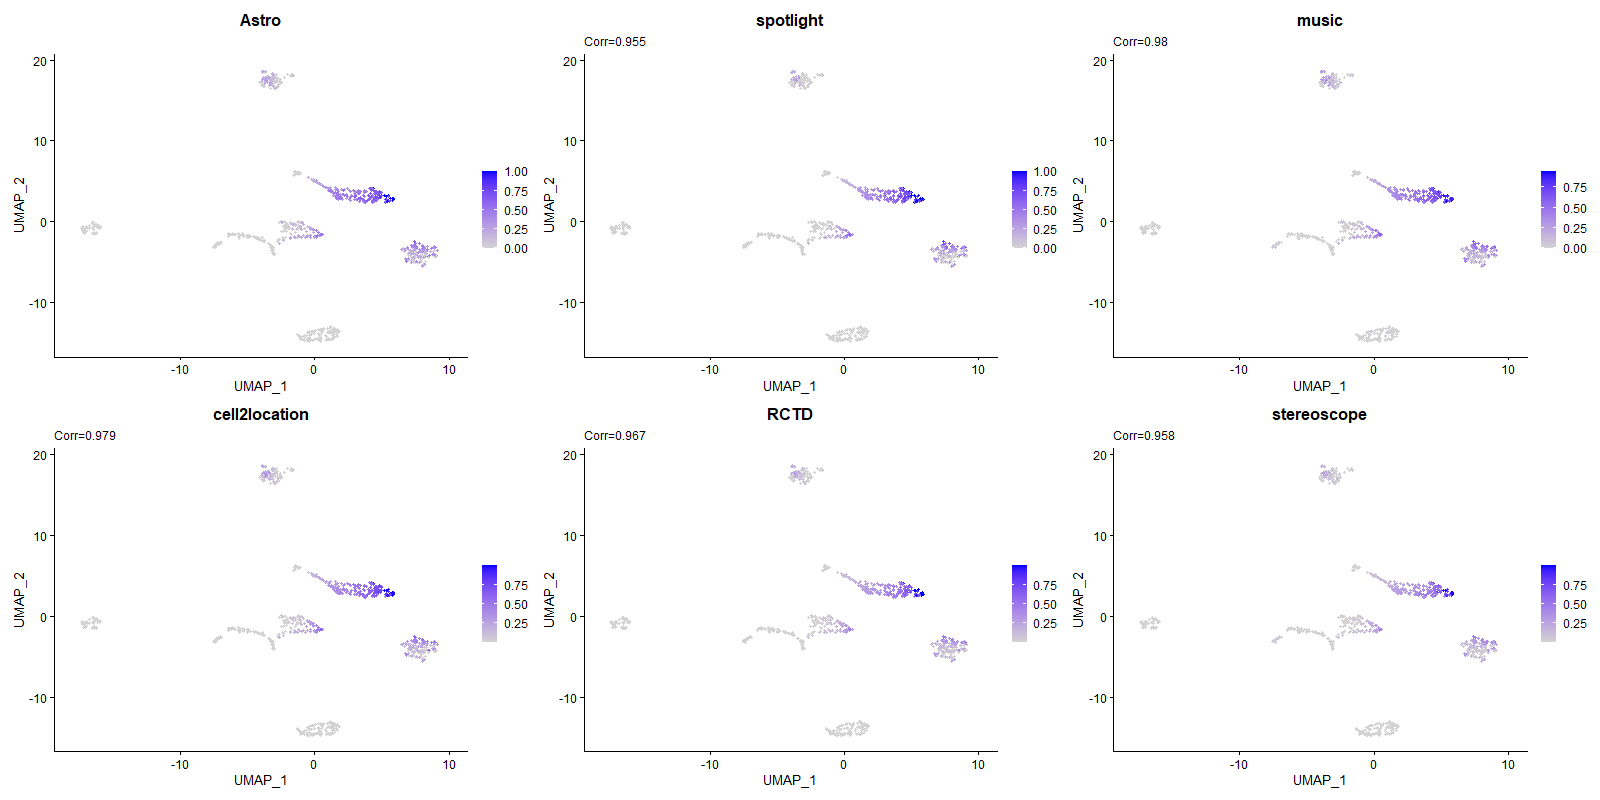 Astro
20
10
0
-10
UMAP_2
-10
0
10
UMAP_1
1.00
0.75
0.50
0.25
0.00
spotlight
Corr=0.955
20
10
0
-10
UMAP_2
-10
0
10
UMAP_1
1.00
0.75
0.50
0.25
0.00
music
Corr=0.98
20
10
0
-10
UMAP_2
-10
0
10
UMAP_1
0.75
0.50
0.25
0.00
cell2location
Corr=0.979
20
10
0
-10
UMAP_2
-10
0
10
UMAP_1
0.75
0.50
0.25
RCTD
Corr=0.967
20
10
0
-10
UMAP_2
-10
0
10
UMAP_1
0.75
0.50
0.25
stereoscope
Corr=0.958
20
10
0
-10
UMAP_2
-10
0
10
UMAP_1
0.75
0.50
0.25